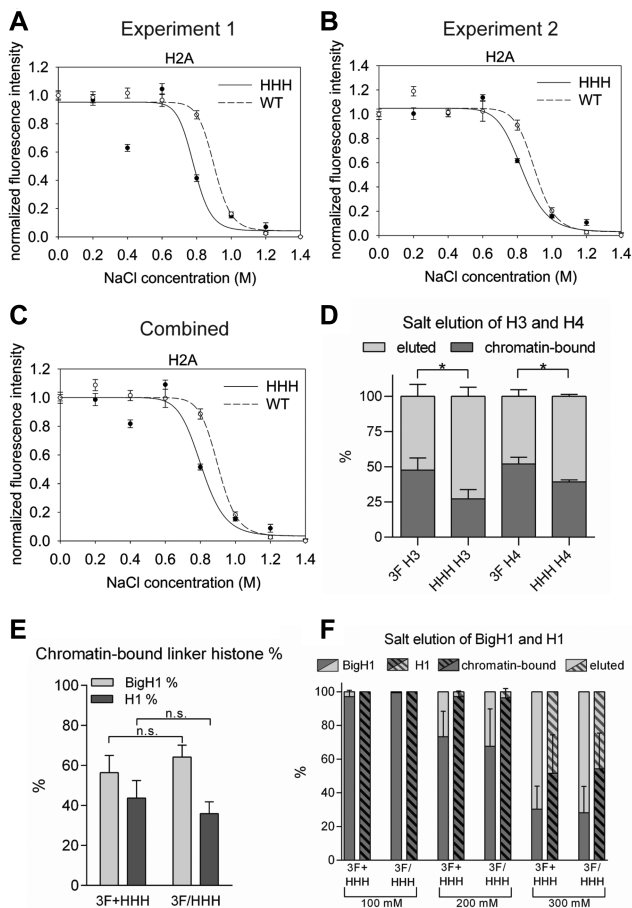 A
Experiment 1
H2A
HHH
WT
normalized fluorescence intensity
1.2
1.0
0.8
0.6
0.4
0.2
0.0
0.0 0.2 0.4 0.6 0.8 1.0 1.2 1.4
NaCl concentration (M)
B
Experiment 2
H2A
HHH
WT
normalized fluorescence intensity
1.4
1.2
1.0
0.8
0.6
0.4
0.2
0.0
0.0 0.2 0.4 0.6 0.8 1.0 1.2 1.4
NaCl concentration (M)
C
Combined
H2A
HHH
WT
normalized fluorescence intensity
1.2
1.0
0.8
0.6
0.4
0.2
0.0
0.0 0.2 0.4 0.6 0.8 1.0 1.2 1.4
NaCl concentration (M)
D
Salt elution of H3 and H4
eluted chromatin-bound
* *
%
100
75
50
25
0
3F H3 HHH H3 3F H4 HHH H4
E
Chromatin-bound linker histone %
BigH1 %
H1 %
n.s.
n.s.
%
100
80
60
40
20
0
3F+HHH 3F/HHH
F
Salt elution of BigH1 and H1
BigH1 H1 chromatin-bound eluted
%
100
80
60
40
20
0
3F+ 3F/ 3F+ 3F/ 3F+ 3F/
HHH HHH HHH HHH HHH HHH
100 mM 200 mM 300 mM